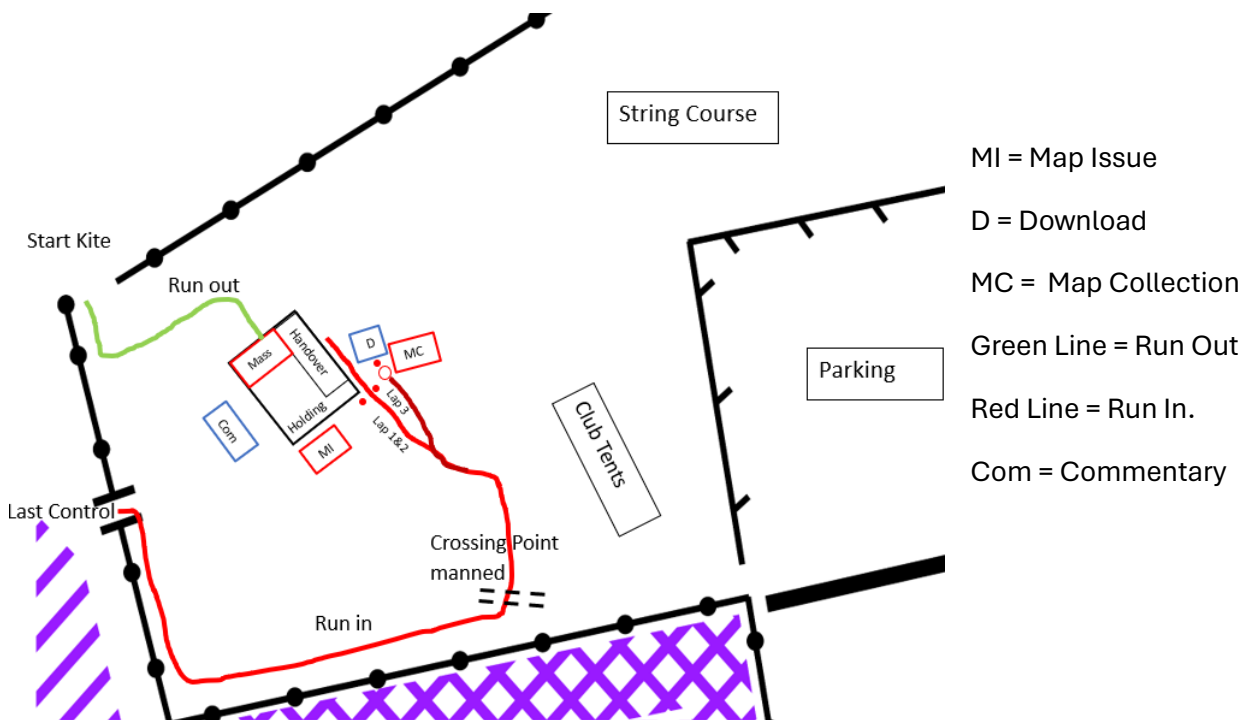 String Course
MI = Map Issue
D = Download
Start Kite
Run out
MC =  Map Collection
Handover
Mass
D
MC
Green Line = Run Out
Parking
Lap 3
Holding
Lap 1&2
Club Tents
Red Line = Run In.
Com
MI
Com = Commentary
Last Control
Crossing Point
manned
Run in